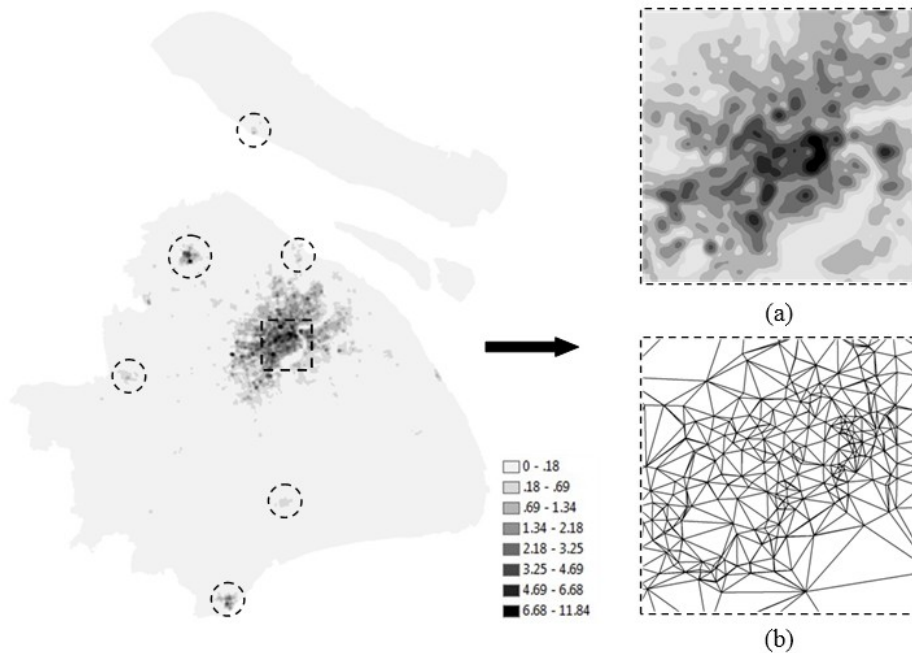 (a)
0 - .18
.18 - .69
.69 - 1.34
1.34 - 2.18
2.18 - 3.25
3.25 - 4.69
4.69 - 6.68
6.68 - 11.84
(b)